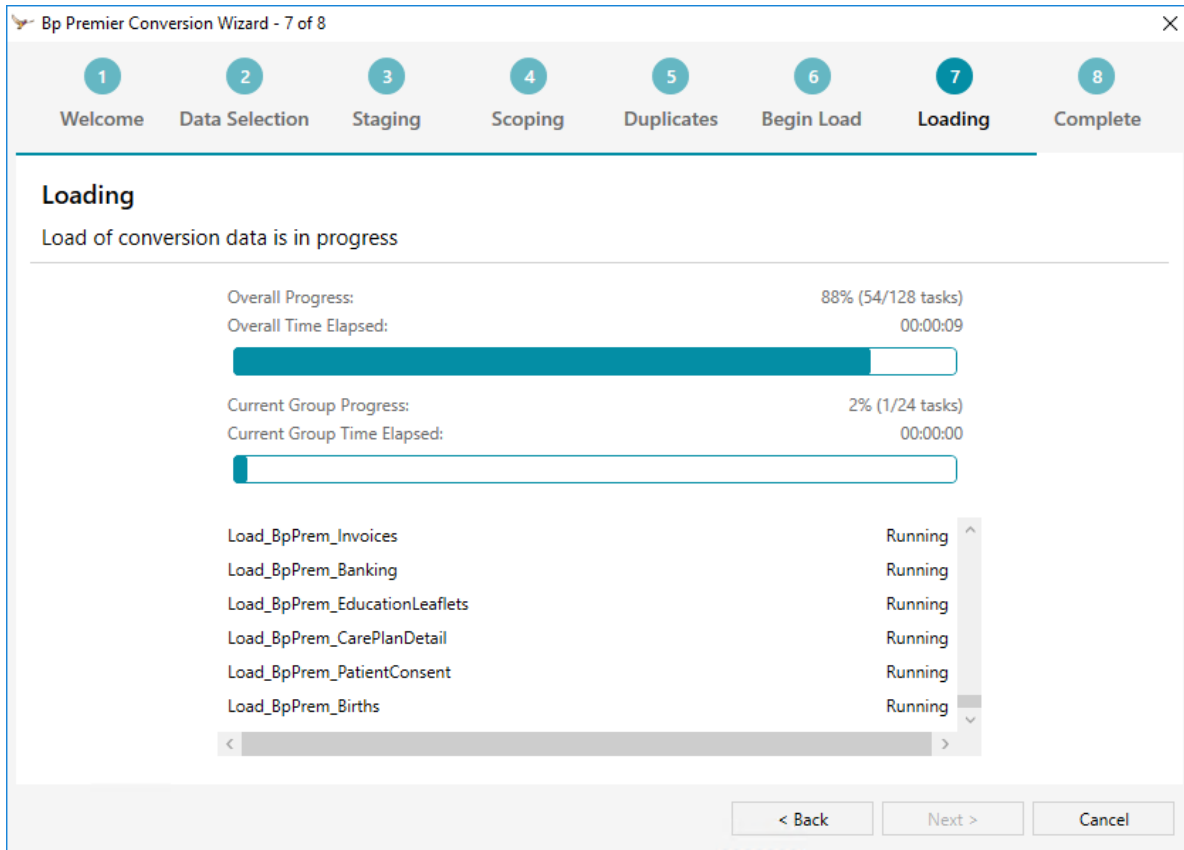 Bp Premier Conversion Wizard - 7 of 8
1 2 3 4 5 6 7 8
Welcome Data Selection Staging Scoping Duplicates Begin Load Loading Complete
Loading
Load of conversion data is in progress
Overall Progress: 88% (54/128 tasks)
Overall Time Elapsed: 00:00:09
Current Group Progress: 2% (1/24 tasks)
Current Group Time Elapsed: 00:00:00
Load_BpPrem_Invoices Running
Load_BpPrem_Banking Running
Load_BpPrem_EducationLeaflets Running
Load_BpPrem_CarePlanDetail Running
Load_BpPrem_PatientConsent Running
Load_BpPrem_Births Running
< Back Next > Cancel